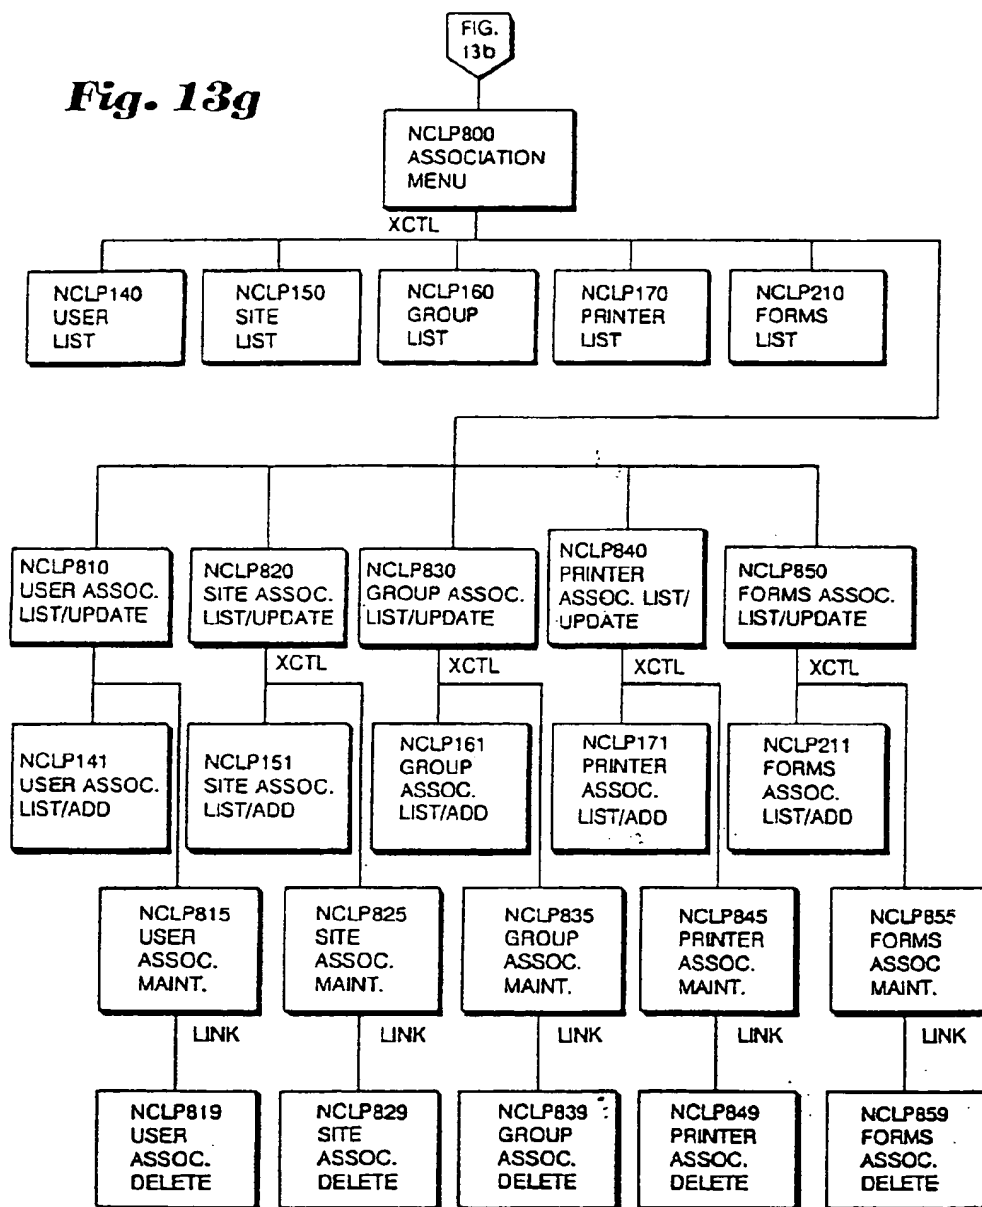 FIG.
13b
Fig. 13g
NCLP800
ASSOCIATION
MENU
XCTL
NCLP140
USER
LIST
NCLP150
SITE
LIST
NCLP160
GROUP
LIST
NCLP170
PRINTER
LIST
NCLP210
FORMS
LIST
NCLP810
USER ASSOC.
LIST/UPDATE
NCLP820
SITE ASSOC.
LIST/UPDATE
NCLP830
GROUP ASSOC.
LIST/UPDATE
NCLP840
PRINTER
ASSOC. LIST/
UPDATE
NCLP850
FORMS ASSOC.
LIST/UPDATE
XCTL
XCTL
XCTL
XCTL
NCLP141
USER ASSOC.
LIST/ADD
NCLP151
SITE ASSOC.
LIST/ADD
NCLP161
GROUP
ASSOC.
LIST/ADD
NCLP171
PRINTER
ASSOC.
LIST/ADD
NCLP211
FORMS
ASSOC.
LIST/ADD
NCLP815
USER
ASSOC.
MAINT.
NCLP825
SITE
ASSOC.
MAINT.
NCLP835
GROUP
ASSOC.
MAINT.
NCLP845
PRINTER
ASSOC.
MAINT.
NCLP855
FORMS
ASSOC
MAINT.
LINK
LINK
LINK
LINK
LINK
NCLP819
USER
ASSOC.
DELETE
NCLP829
SITE
ASSOC.
DELETE
NCLP839
GROUP
ASSOC.
DELETE
NCLP849
PRINTER
ASSOC.
DELETE
NCLP859
FORMS
ASSOC.
DELETE